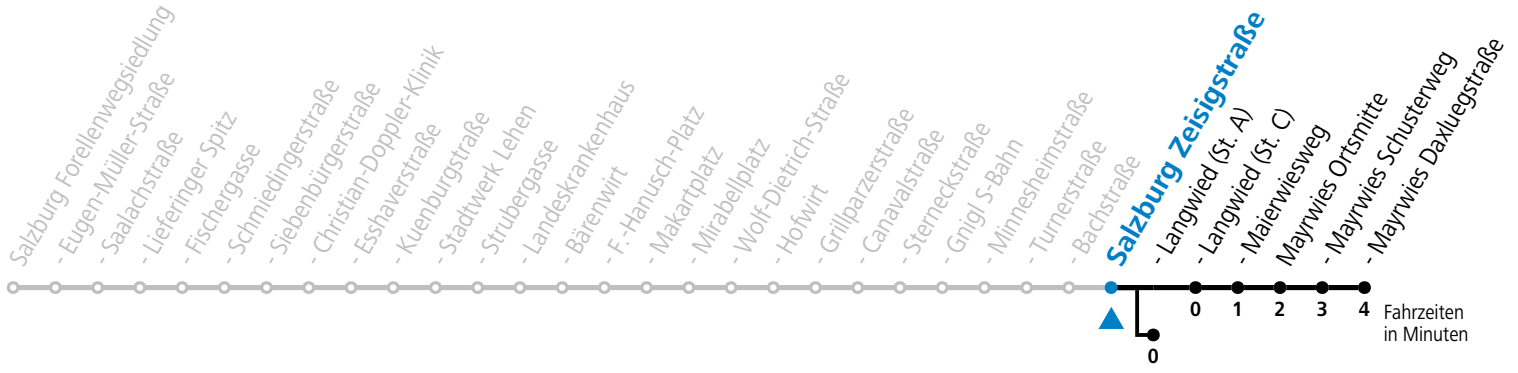 Salzburg Forellenwegsiedlung
- Eugen-Müller-Straße
- Saalachstraße
- Lieferinger Spitz
- Fischergasse
- Schmiedingerstraße
- Siebenbürgerstraße
- Christian-Doppler-Klinik
- Esshaverstraße
- Kuenburgstraße
- Stadtwerk Lehen
- Strubergasse
- Landeskrankenhaus
- Bärenwirt
- F.-Hanusch-Platz
- Makartplatz
- Mirabellplatz
- Wolf-Dietrich-Straße
- Hofwirt
- Grillparzerstraße
- Canavalstraße
- Sterneckstraße
- Gnigl S-Bahn
- Minnesheimstraße
- Turnerstraße
- Bachstraße
Salzburg Zeisigstraße
- Langwied (St. A)
- Langwied (St. C)
- Maierwiesweg
Mayrwies Ortsmitte
- Mayrwies Schusterweg
- Mayrwies Daxluegstraße
0 1 2 3 4
Fahrzeiten
in Minuten
0